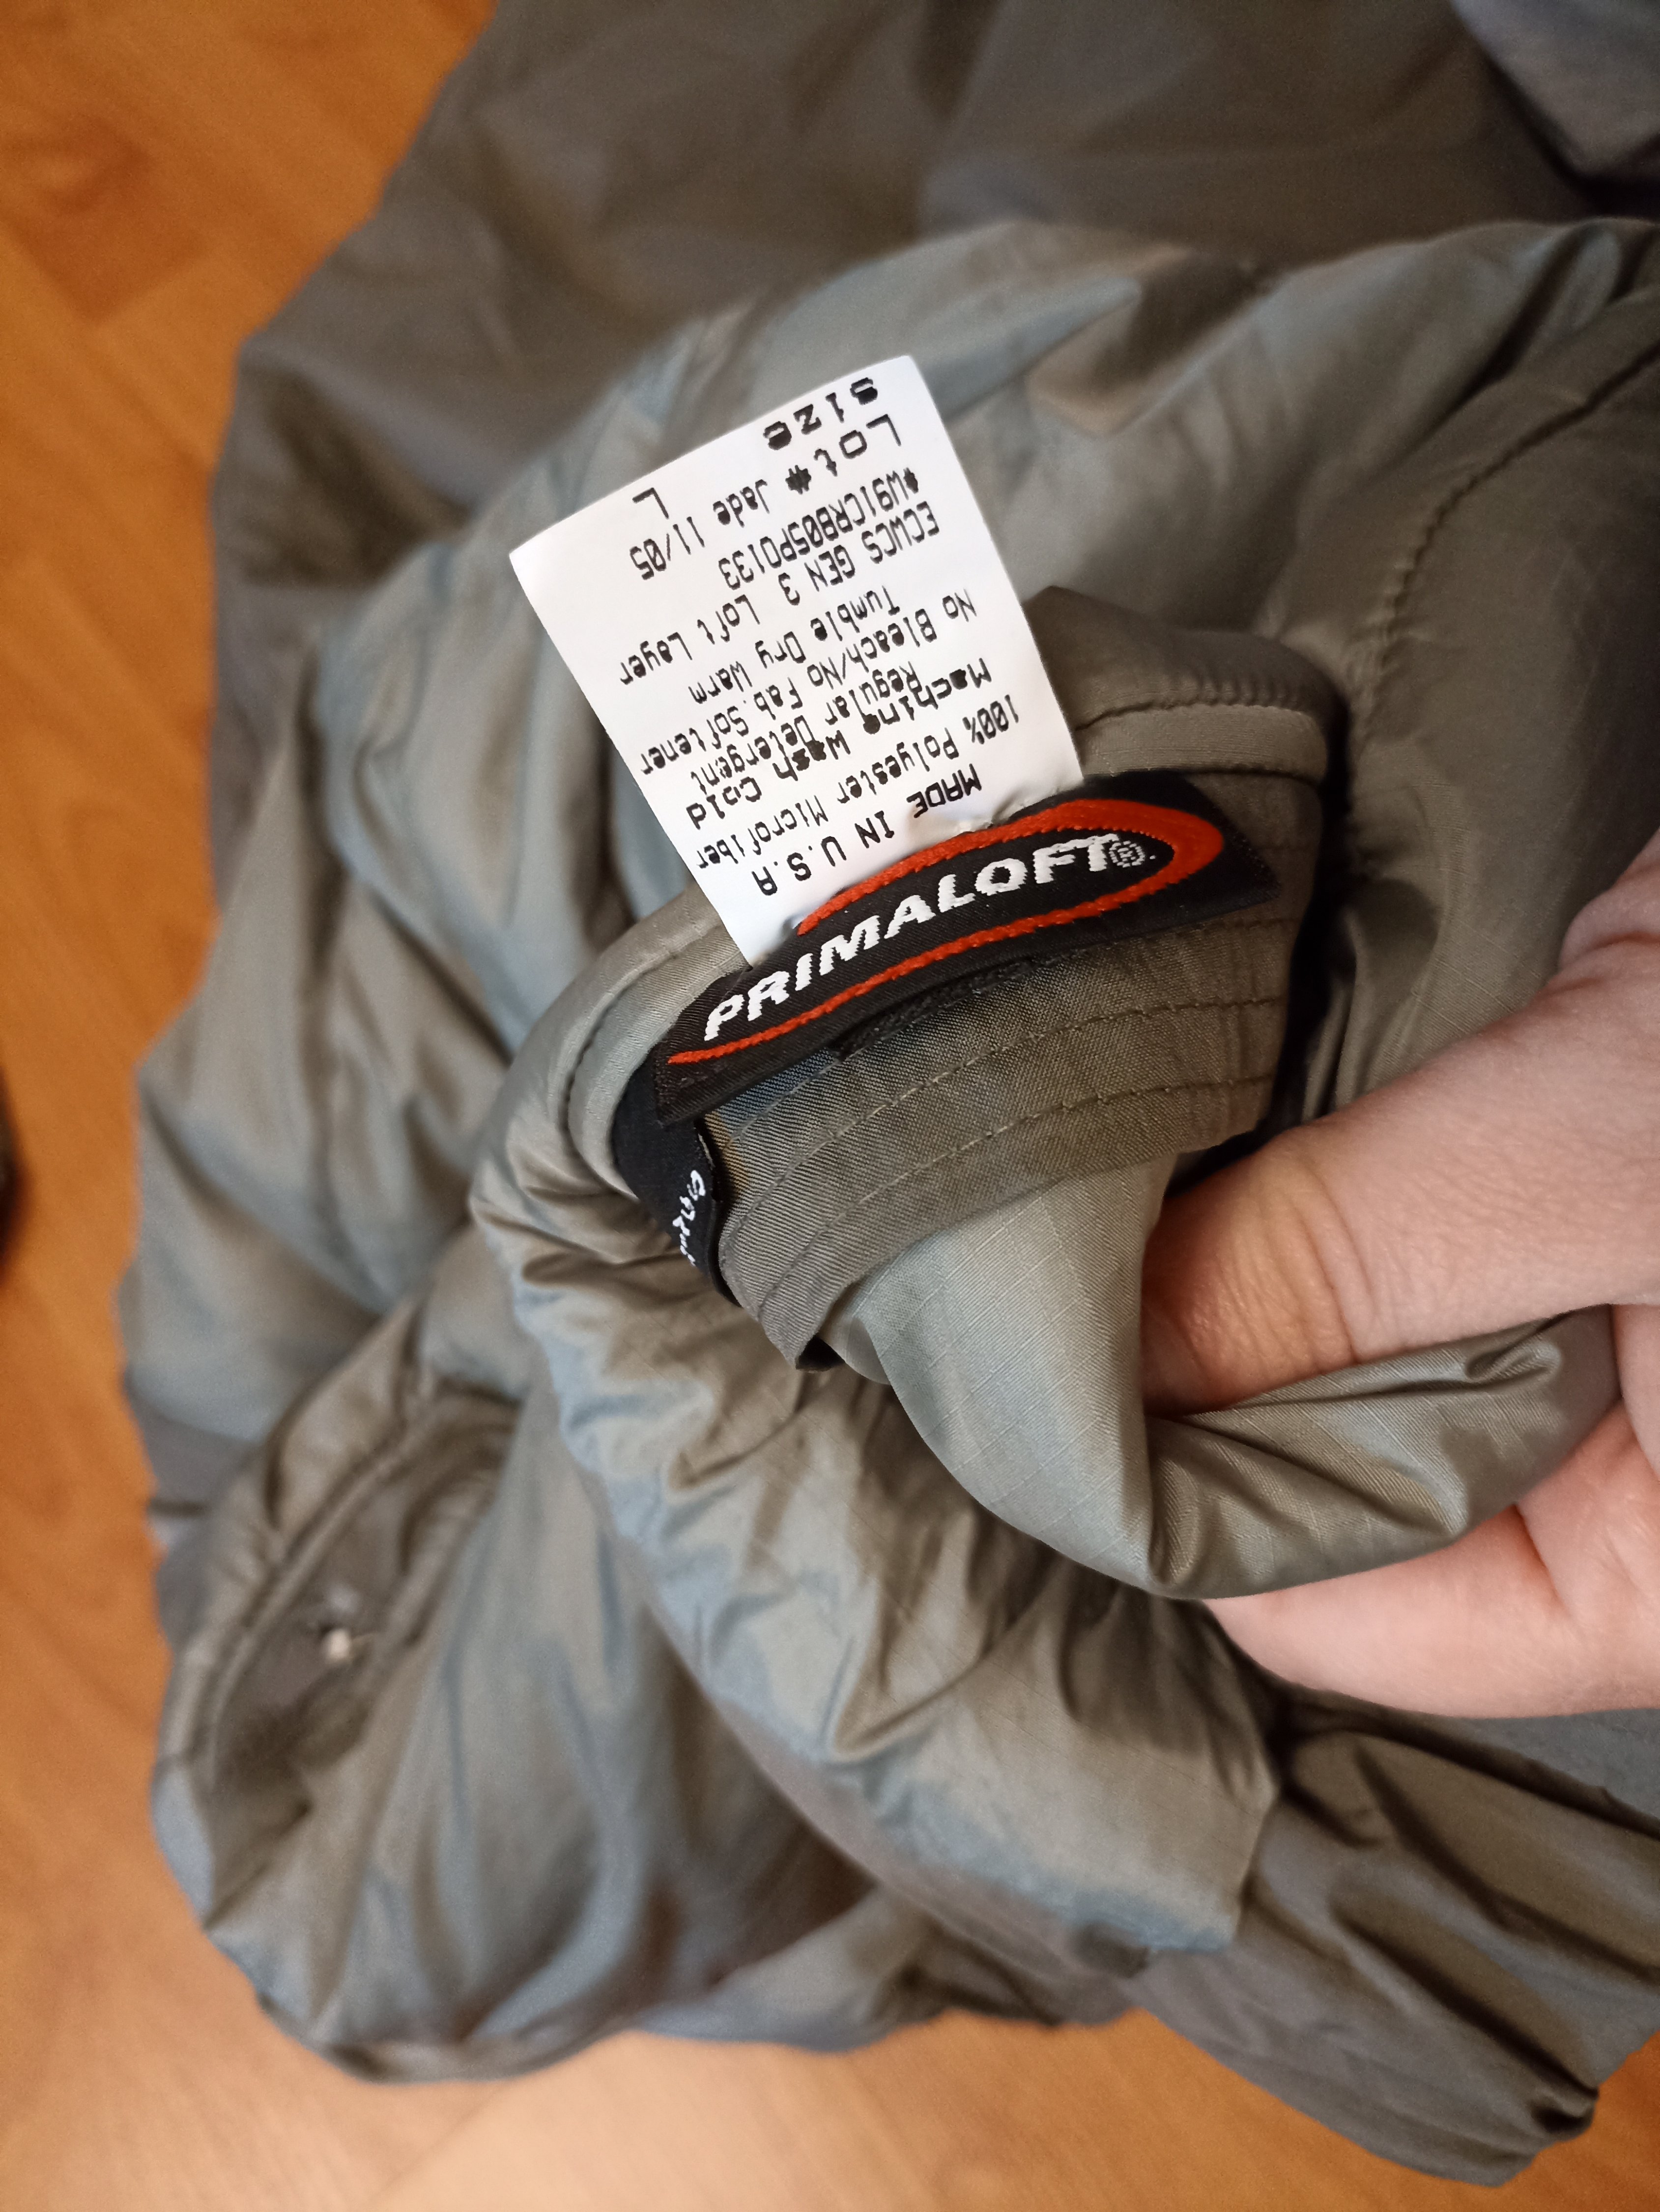 PRIMALOFT®
MADE IN U.S.A
100% Polyester Microfiber
Machine Wash Cold
Regular Detergent
No Bleach/No Fab.Softener
Tumble Dry Warm
ECWCS GEN 3 Loft Layer
#W91CRB05P0133
Lot # Jade 11/05
Size L